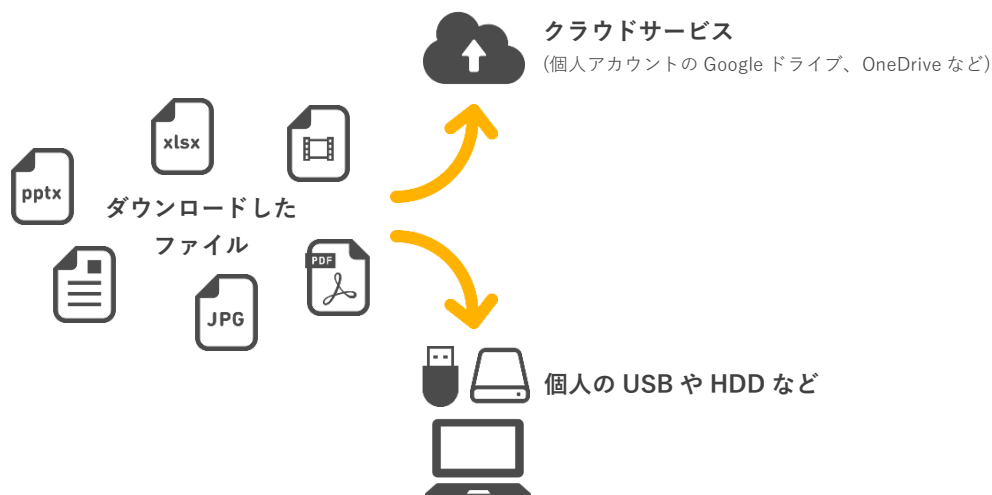 クラウドサービス
(個人アカウントの Google ドライブ、OneDrive など)
xlsx
pptx
ダウンロードした
ファイル
PDF
JPG
個人の USB や HDD など